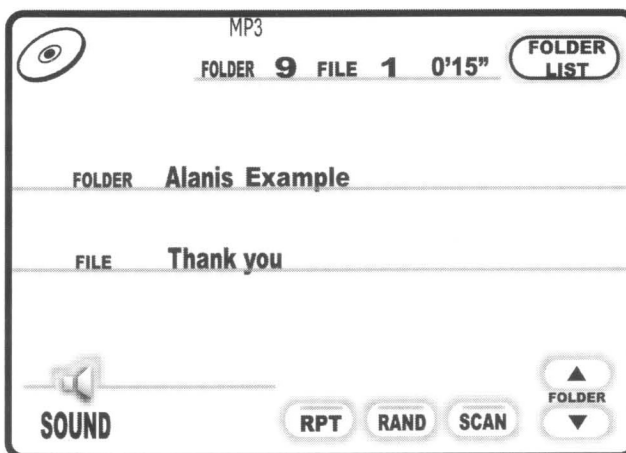 MP3
FOLDER 9 FILE 1 0'15"
FOLDER LIST
FOLDER Alanis Example
FILE Thank you
SOUND
RPT RAND SCAN
▲
FOLDER
▼